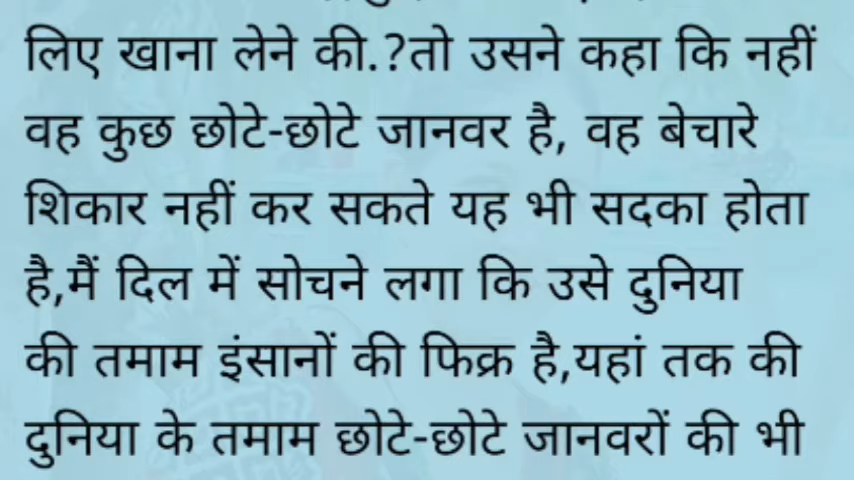 लिए खाना लेने की.?तो उसने कहा कि नहीं
वह कुछ छोटे-छोटे जानवर है, वह बेचारे
शिकार नहीं कर सकते यह भी सदका होता
है,मैं दिल में सोचने लगा कि उसे दुनिया
की तमाम इंसानों की फिक्र है,यहां तक की
दुनिया के तमाम छोटे-छोटे जानवरों की भी